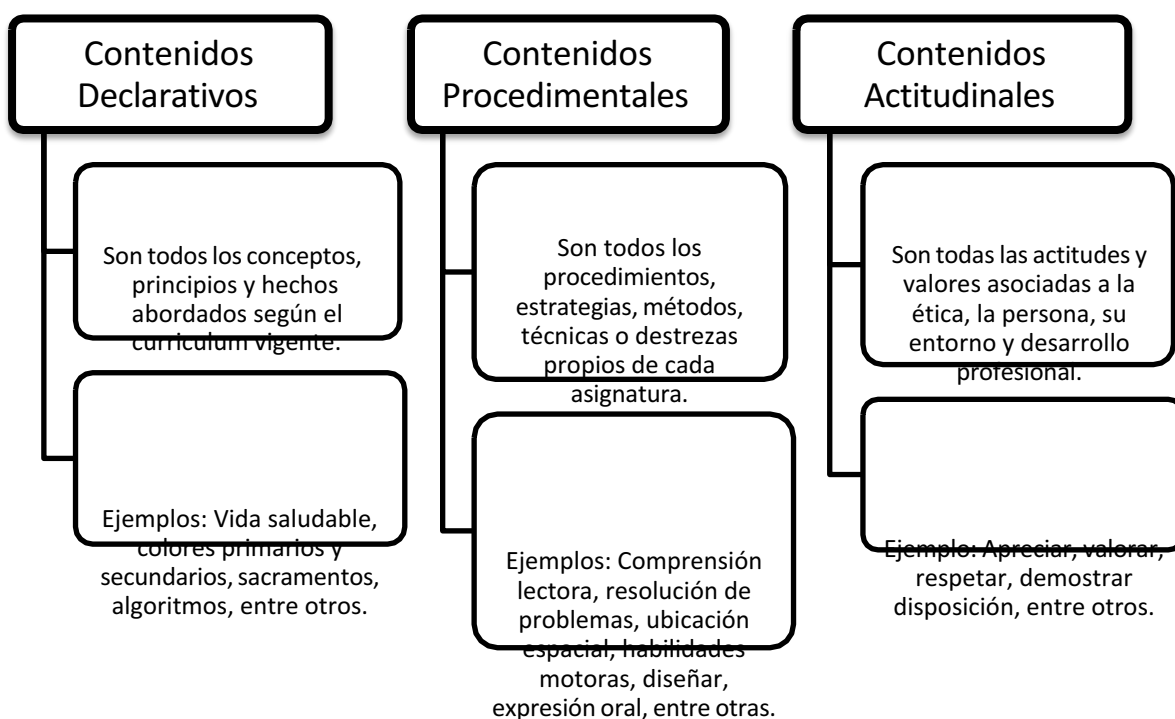 Contenidos
Declarativos
Son todos los conceptos,
principios y hechos
abordados según el
curriculum vigente.
Ejemplos: Vida saludable,
colores primarios y
secundarios, sacramentos,
algoritmos, entre otros.
Contenidos
Procedimentales
Son todos los
procedimientos,
estrategias, métodos,
técnicas o destrezas
propios de cada
asignatura.
Ejemplos: Comprensión
lectora, resolución de
problemas, ubicación
espacial, habilidades
motoras, diseñar,
expresión oral, entre otras.
Contenidos
Actitudinales
Son todas las actitudes y
valores asociadas a la
ética, la persona, su
entorno y desarrollo
profesional.
Ejemplo: Apreciar, valorar,
respetar, demostrar
disposición, entre otros.